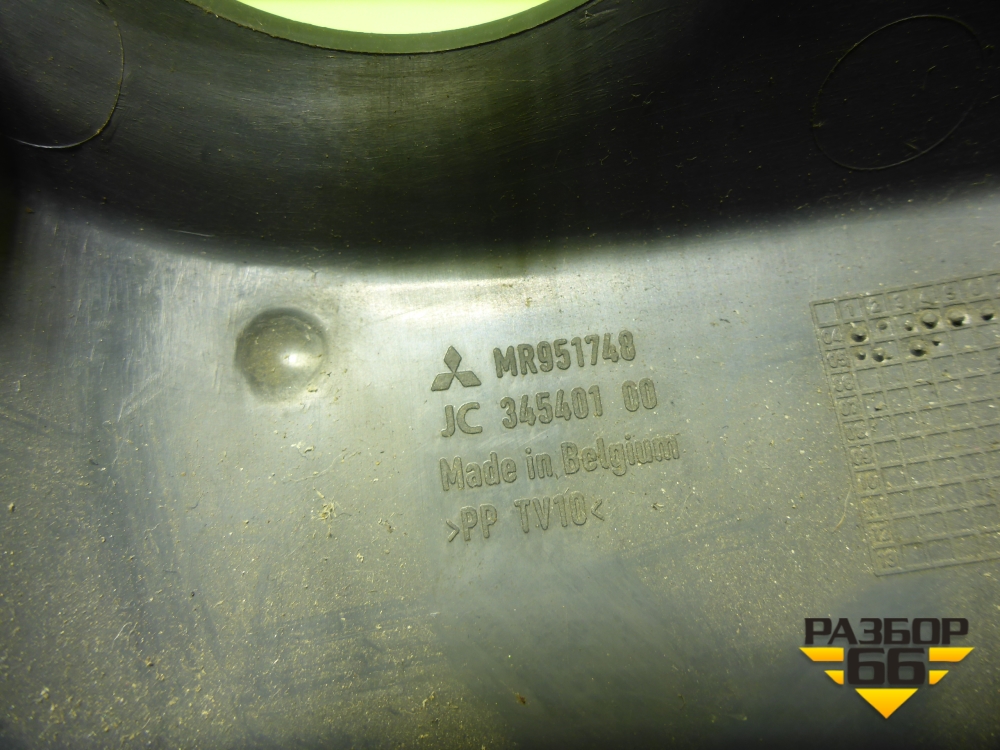 MR951748
JC 345401 00
Made in Belgium
>PP TV10<
РАЗБОР
66